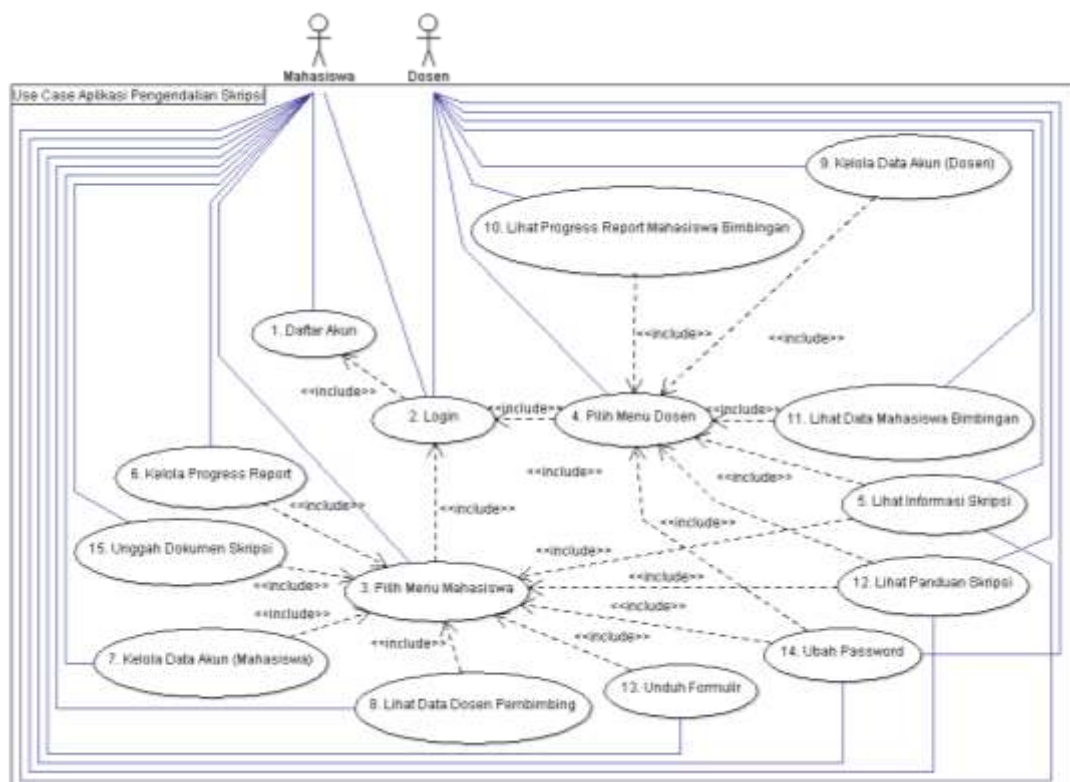 Mahasiswa
Dosen
Use Case Aplikasi Pengendalian Skripsi
9. Kelola Data Akun (Dosen)
10. Lihat Progress Report Mahasiswa Bimbingan
1. Daftar Akun
<<include>>
<<include>>
<<include>>
2. Login
<<include>>
4. Pilih Menu Dosen
<<include>>
11. Lihat Data Mahasiswa Bimbingan
6. Kelola Progress Report
<<include>>
<<include>>
<<include>>
<<include>>
<<include>>
5. Lihat Informasi Skripsi
15. Unggah Dokumen Skripsi
<<include>>
<<include>>
3. Pilih Menu Mahasiswa
<<include>>
12. Lihat Panduan Skripsi
<<include>>
<<include>>
<<include>>
<<include>>
7. Kelola Data Akun (Mahasiswa)
14. Ubah Password
13. Unduh Formulir
8. Lihat Data Dosen Pembimbing